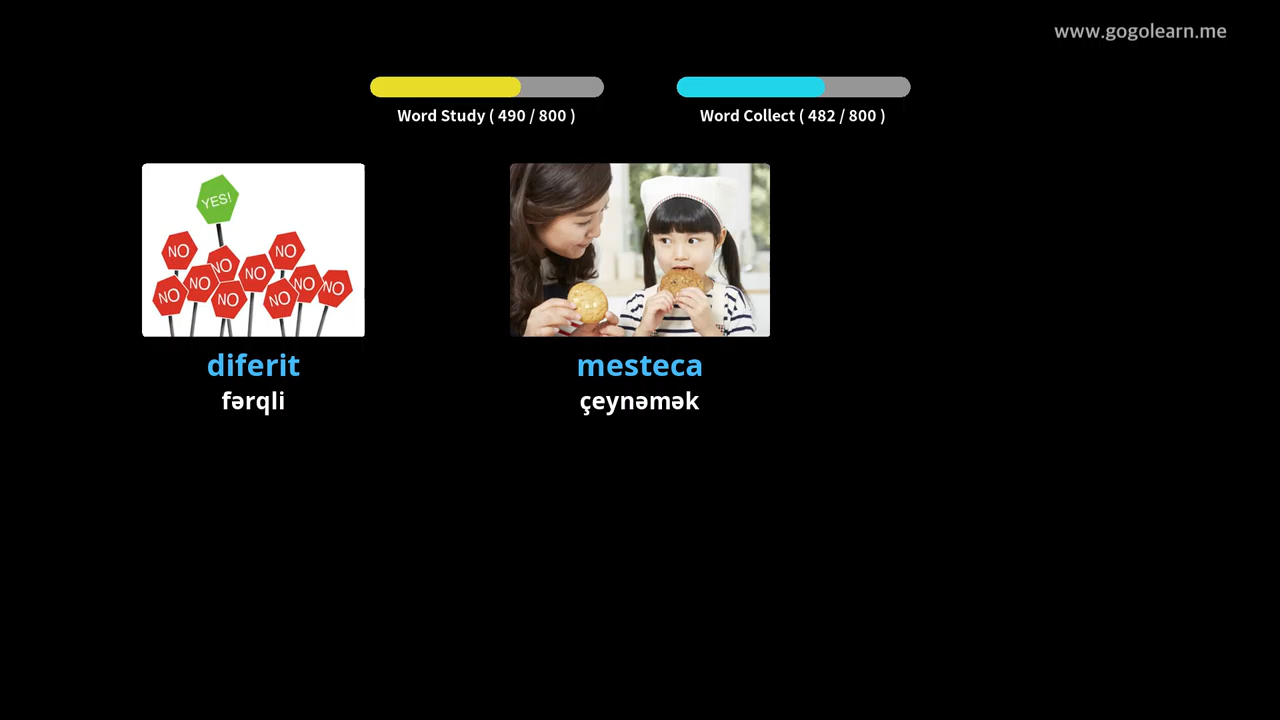 www.gogolearn.me
Word Study ( 490 / 800 )
Word Collect ( 482 / 800 )
YES!
NO
NO
NO
NO
NO
NO
NO
NO
NO
NO
diferit
fərqli
mesteca
çeynəmək